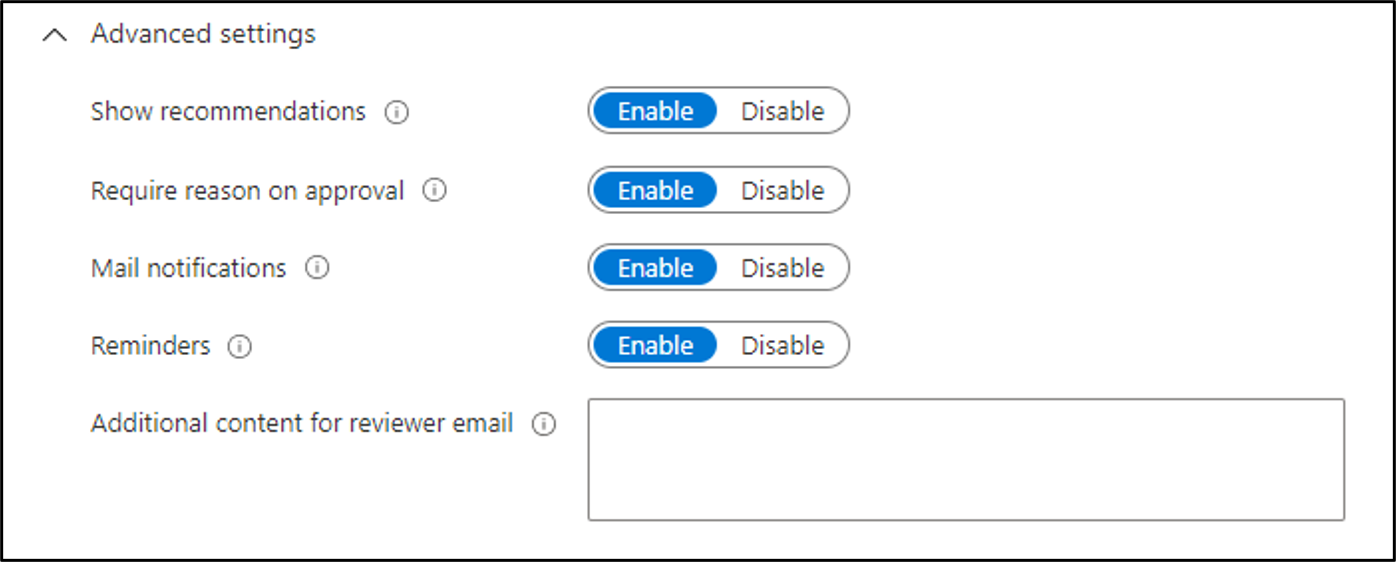 Advanced settings
Show recommendations Enable Disable
Require reason on approval Enable Disable
Mail notifications Enable Disable
Reminders Enable Disable
Additional content for reviewer email